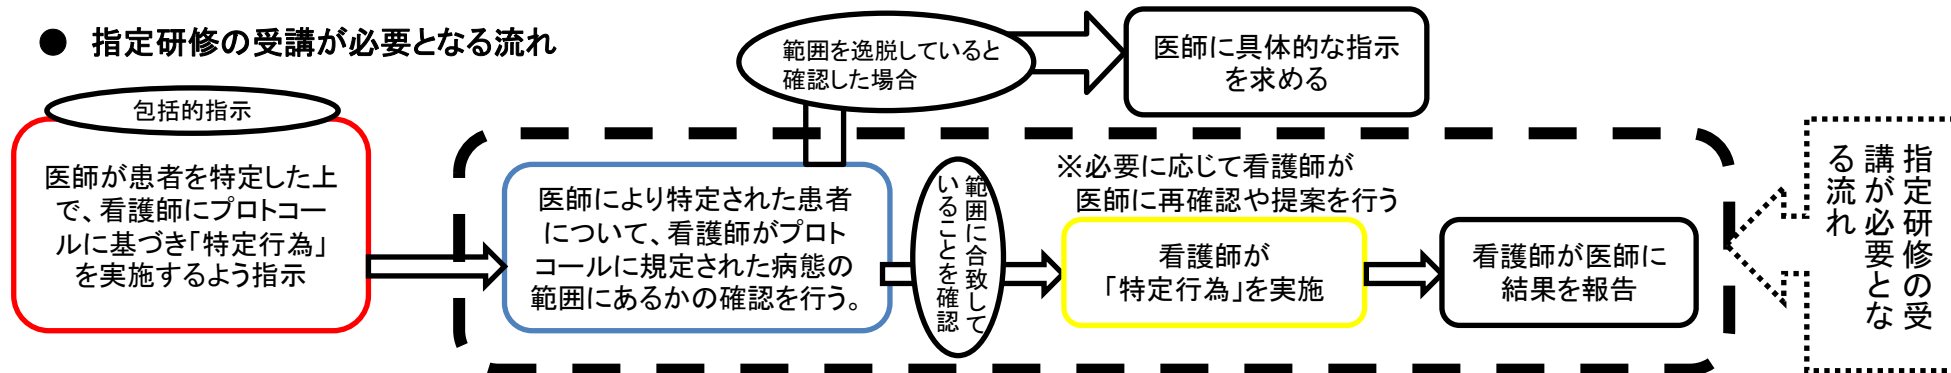 ● 指定研修の受講が必要となる流れ
範囲を逸脱していると
確認した場合
医師に具体的な指示
を求める
包括的指示
医師が患者を特定した上
で、看護師にプロトコー
ルに基づき「特定行為」
を実施するよう指示
医師により特定された患者
について、看護師がプロト
コールに規定された病態の
範囲にあるかの確認を行う。
範囲に合致して
いることを確認
※必要に応じて看護師が
医師に再確認や提案を行う
看護師が
「特定行為」を実施
看護師が医師に
結果を報告
指定研修の受
講が必要とな
る流れ